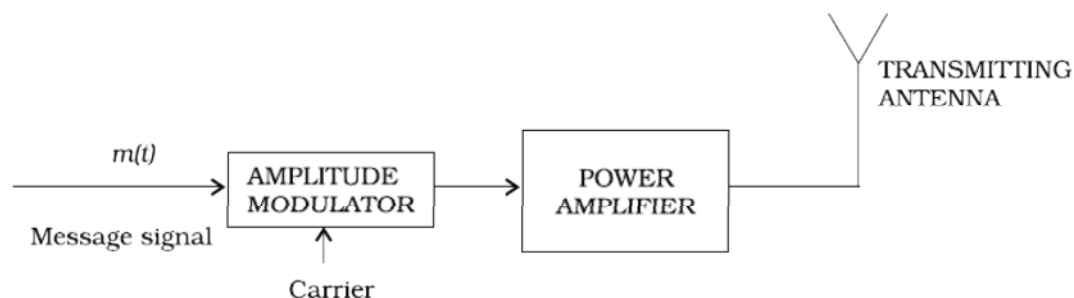 TRANSMITTING
ANTENNA
m(t)
AMPLITUDE
MODULATOR
POWER
AMPLIFIER
Message signal
Carrier